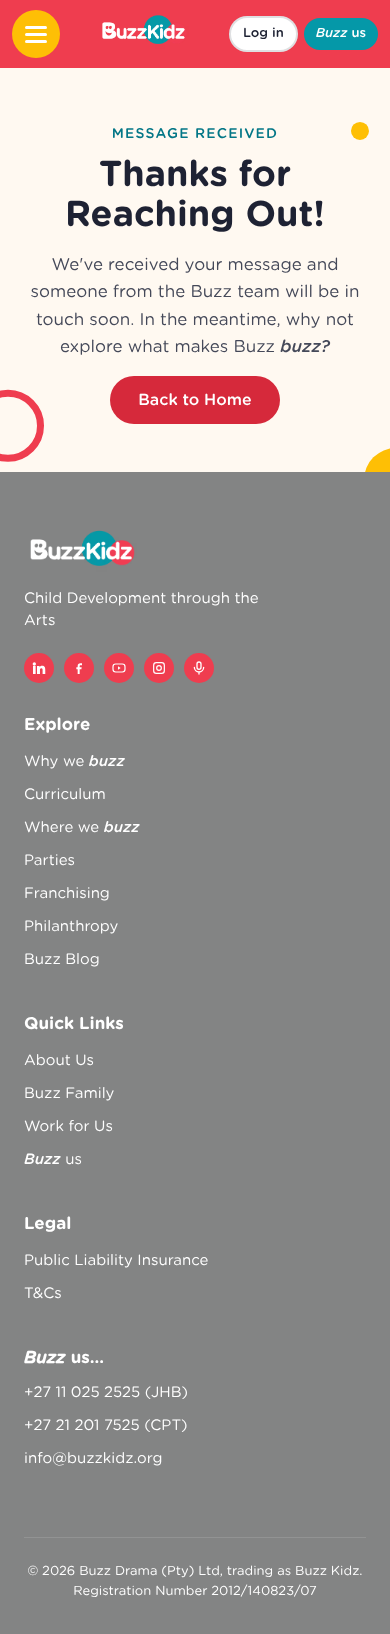 BuzzKidz
Log in
Buzz us
MESSAGE RECEIVED
Thanks for
Reaching Out!
We've received your message and
someone from the Buzz team will be in
touch soon. In the meantime, why not
explore what makes Buzz buzz?
Back to Home
BuzzKidz
Child Development through the
Arts
Explore
Why we buzz
Curriculum
Where we buzz
Parties
Franchising
Philanthropy
Buzz Blog
Quick Links
About Us
Buzz Family
Work for Us
Buzz us
Legal
Public Liability Insurance
T&Cs
Buzz us...
+27 11 025 2525 (JHB)
+27 21 201 7525 (CPT)
info@buzzkidz.org
© 2026 Buzz Drama (Pty) Ltd, trading as Buzz Kidz.
Registration Number 2012/140823/07